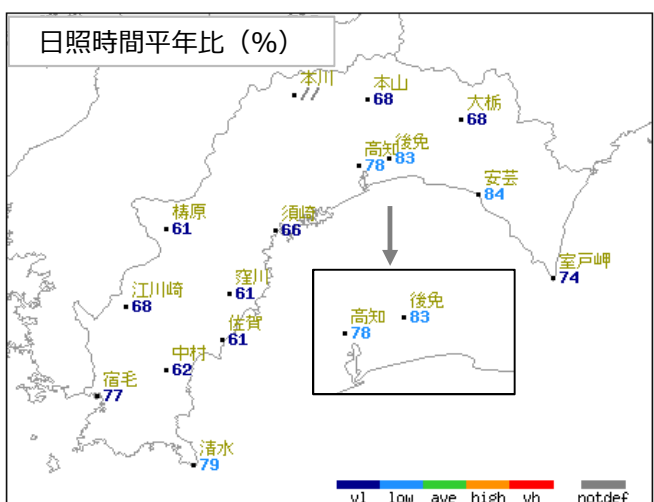 日照時間平年比（%）
本川
//
本山
68
大栃
68
高知
78
後免
83
安芸
84
室戸岬
74
梼原
61
須崎
66
窪川
61
江川崎
68
佐賀
61
中村
62
宿毛
77
清水
79
高知
78
後免
83
vl low ave high vh notdef